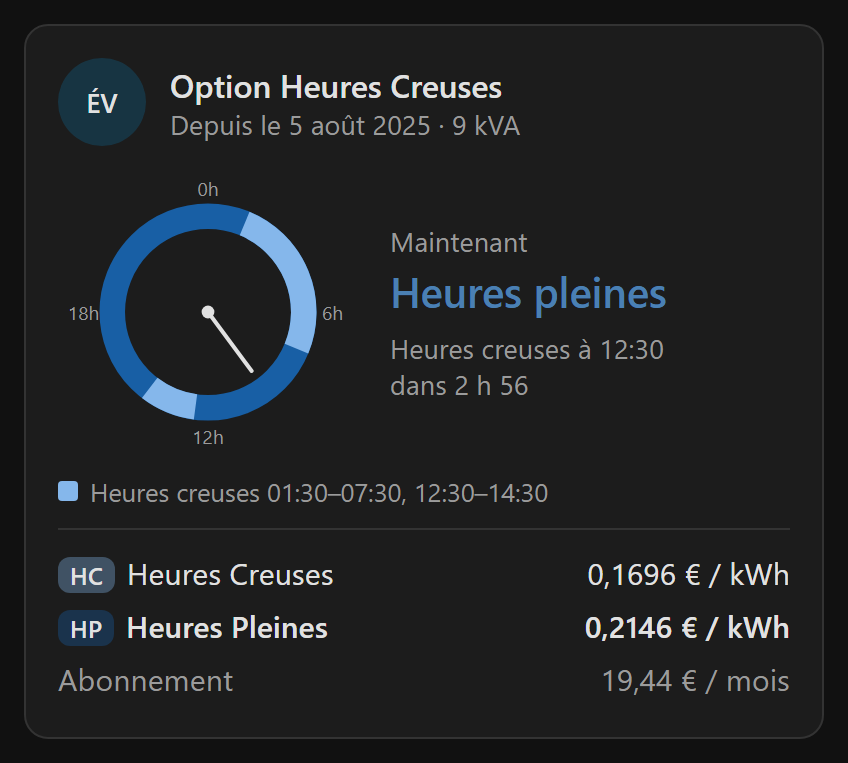 ÉV
Option Heures Creuses
Depuis le 5 août 2025 · 9 kVA
0h
18h
6h
12h
Maintenant
Heures pleines
Heures creuses à 12:30
dans 2 h 56
Heures creuses 01:30–07:30, 12:30–14:30
HC Heures Creuses 0,1696 € / kWh
HP Heures Pleines 0,2146 € / kWh
Abonnement 19,44 € / mois